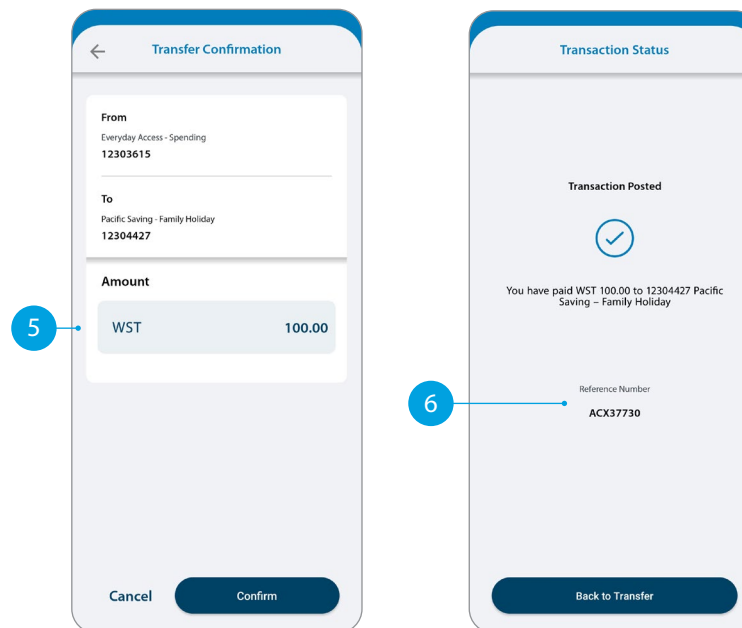 Transfer Confirmation
From
Everyday Access - Spending
12303615
To
Pacific Saving - Family Holiday
12304427
Amount
5
WST 100.00
Cancel Confirm
Transaction Status
Transaction Posted
You have paid WST 100.00 to 12304427 Pacific
Saving – Family Holiday
Reference Number
6
ACX37730
Back to Transfer